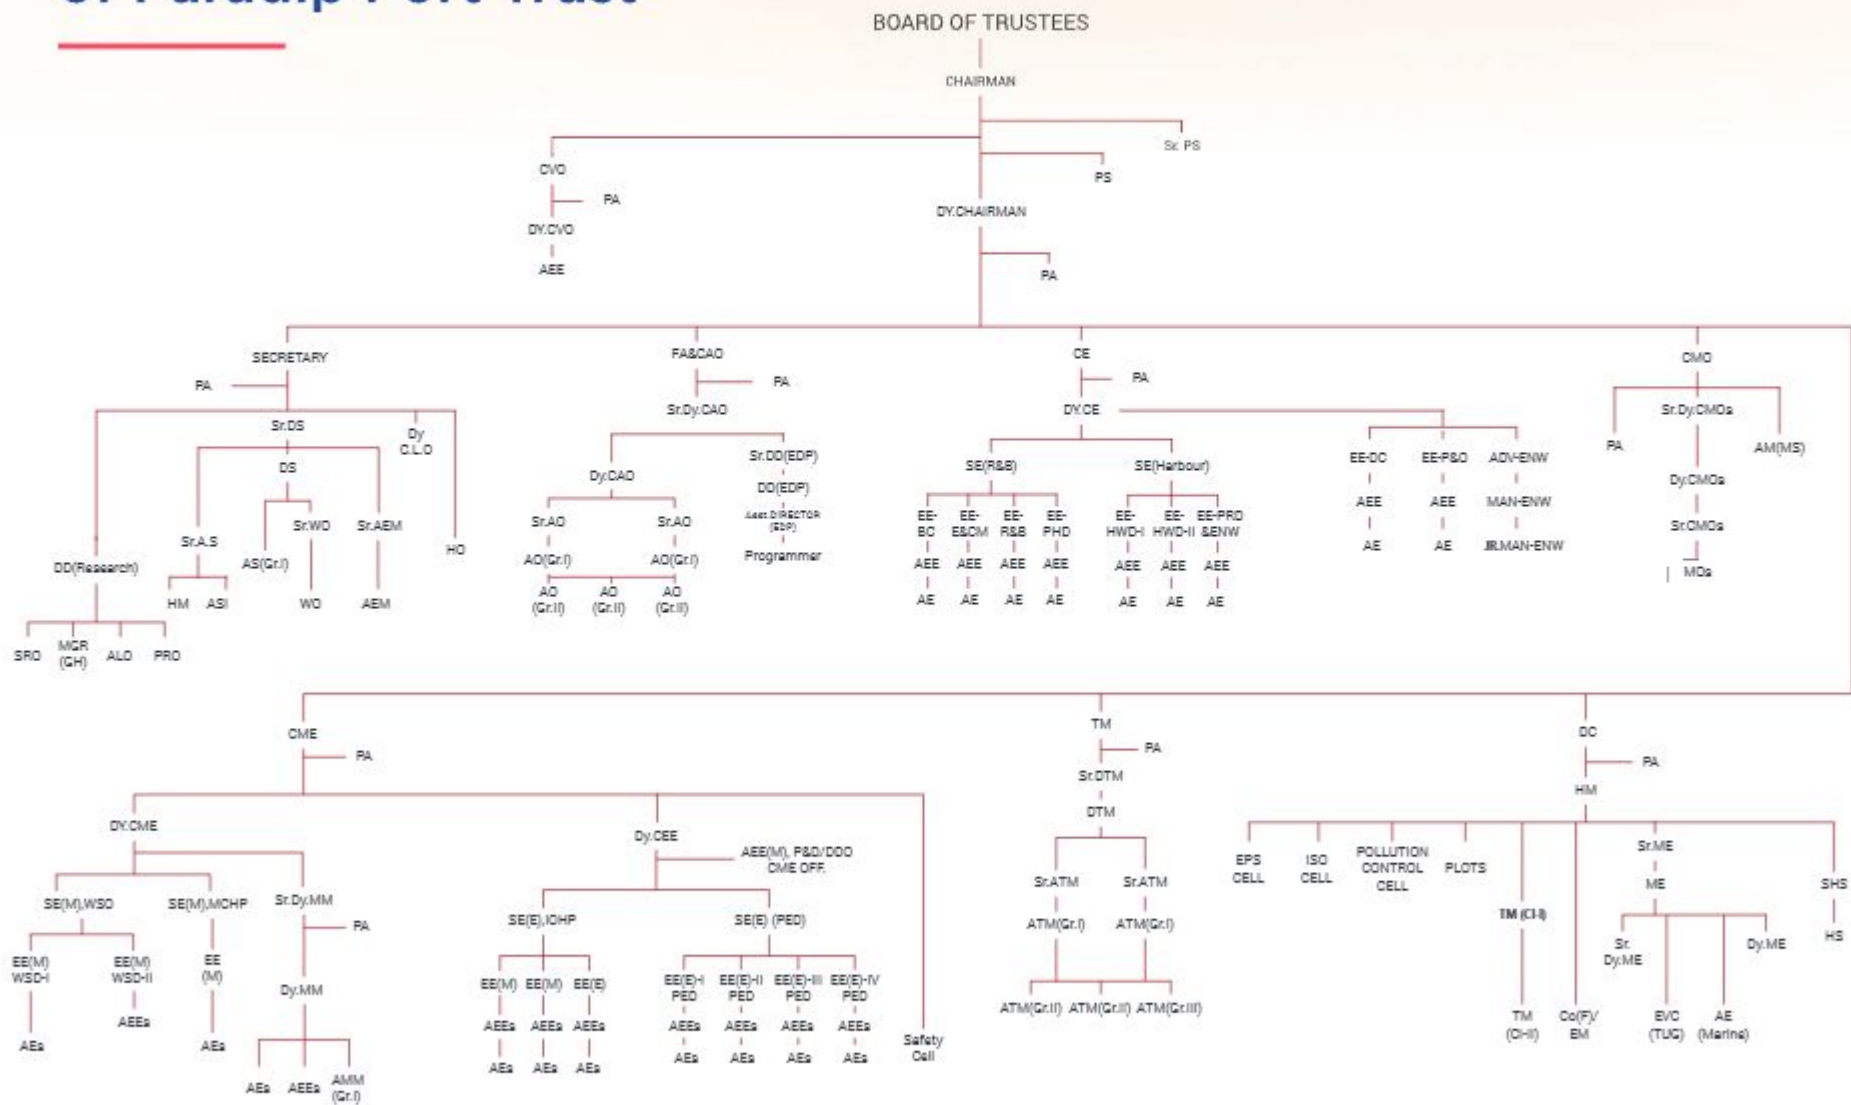 of Paradip Port Trust
BOARD OF TRUSTEES
CHAIRMAN
Sr. PS
CVO
PS
PA
DY.CHAIRMAN
DY.CVO
AEE
PA
SECRETARY
FA&CAO
CE
CMO
PA
PA
PA
Sr.Dy.CAO
DY.CE
Sr.Dy.CMOs
Sr.DS
Dy
C.L.O
PA
AM(MS)
DS
Sr.DD(EDP)
EE-DC
EE-P&D
ADV-ENW
SE(R&B)
SE(Harbour)
Dy.CAO
DD(EDP)
Dy.CMOs
AEE
AEE
MAN-ENW
Sr.WO
Sr.AEM
Sr.AO
Sr.AO
Asst.DIRECTOR
(EDP)
EE-
BC
EE-
E&CM
EE-
R&B
EE-
PHD
EE-
HWD-I
EE-
HWD-II
EE-PRO
&ENW
Sr.CMOs
Sr.A.S
HO
AE
AE
JR.MAN-ENW
DD(Research)
AS(Gr.I)
AO(Gr.I)
AO(Gr.I)
Programmer
AEE
AEE
AEE
AEE
AEE
AEE
AEE
MOs
HM
ASI
WO
AEM
AO
(Gr.II)
AO
(Gr.II)
AO
(Gr.II)
AE
AE
AE
AE
AE
AE
AE
SRO
MGR
(GH)
ALO
PRO
CME
TM
DC
PA
PA
PA
Sr.DTM
HM
DTM
DY.CME
Dy.CEE
AEE(M), P&D/DDO
CME OFF.
EPS
CELL
ISO
CELL
POLLUTION
CONTROL
CELL
PLOTS
Sr.ME
ME
SHS
Sr.ATM
Sr.ATM
SE(M),WSO
SE(M),MCHP
Sr.Dy.MM
PA
SE(E),IOHP
SE(E) (PED)
ATM(Gr.I)
ATM(Gr.I)
TM (Cl-I)
Sr.
Dy.ME
Dy.ME
HS
EE(M)
WSD-I
EE(M)
WSD-II
EE
(M)
Dy.MM
EE(M)
EE(M)
EE(E)
EE(E)-I
PED
EE(E)-II
PED
EE(E)-III
PED
EE(E)-IV
PED
ATM(Gr.II)
ATM(Gr.II)
ATM(Gr.III)
TM
(Cl-II)
Co(F)/
EM
EVC
(TUG)
AE
(Marine)
AEEs
AEEs
AEEs
AEEs
AEEs
AEEs
AEEs
AEEs
AEs
AEs
Safety
Cell
AEs
AEs
AEs
AEs
AEs
AEs
AEs
AEs
AEEs
AMM
(Gr.I)